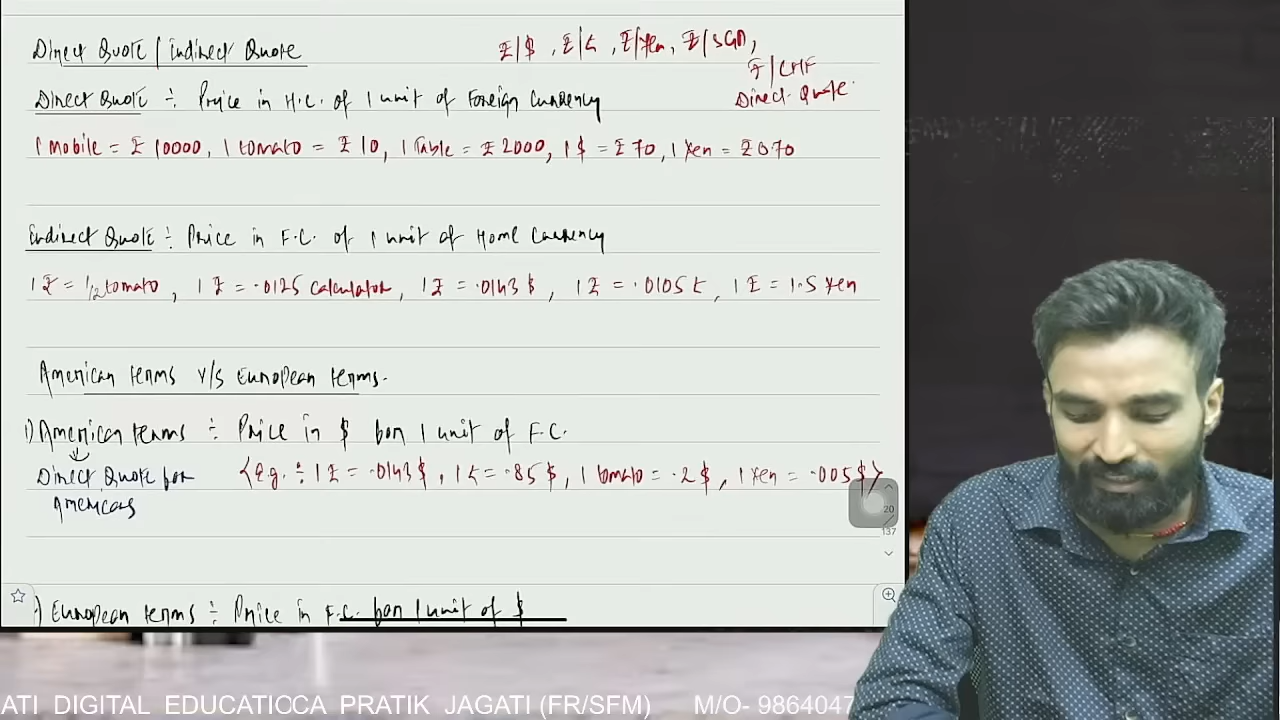 Direct Quote / Indirect Quote
₹/$ , ₹/€ , ₹/Yen, ₹/SGD,
₹/CHF
Direct Quote
Direct Quote ÷ Price in H.C. of 1 unit of Foreign Currency
1 mobile = ₹ 10000, 1 tomato = ₹ 10, 1 Table = ₹ 2000, 1 $ = ₹ 70, 1 Yen = ₹ 0.70
Indirect Quote ÷ Price in F.C. of 1 unit of Home Currency
1 ₹ = 1/2 tomato , 1 ₹ = .0125 calculator, 1 ₹ = .0143 $ , 1 ₹ = .0105 € , 1 ₹ = 1.5 Yen
American terms v/s European terms.
1) American terms ÷ Price in $ for 1 unit of F.C.
Direct Quote for {e.g. : 1 ₹ = .0143 $ , 1 € = .85 $ , 1 tomato = .2 $ , 1 Yen = .005 $}
Americans
20
137
) European terms ÷ Price in F.C. for 1 unit of $
ATI DIGITAL EDUCATICCA PRATIK JAGATI (FR/SFM) M/O- 9864047